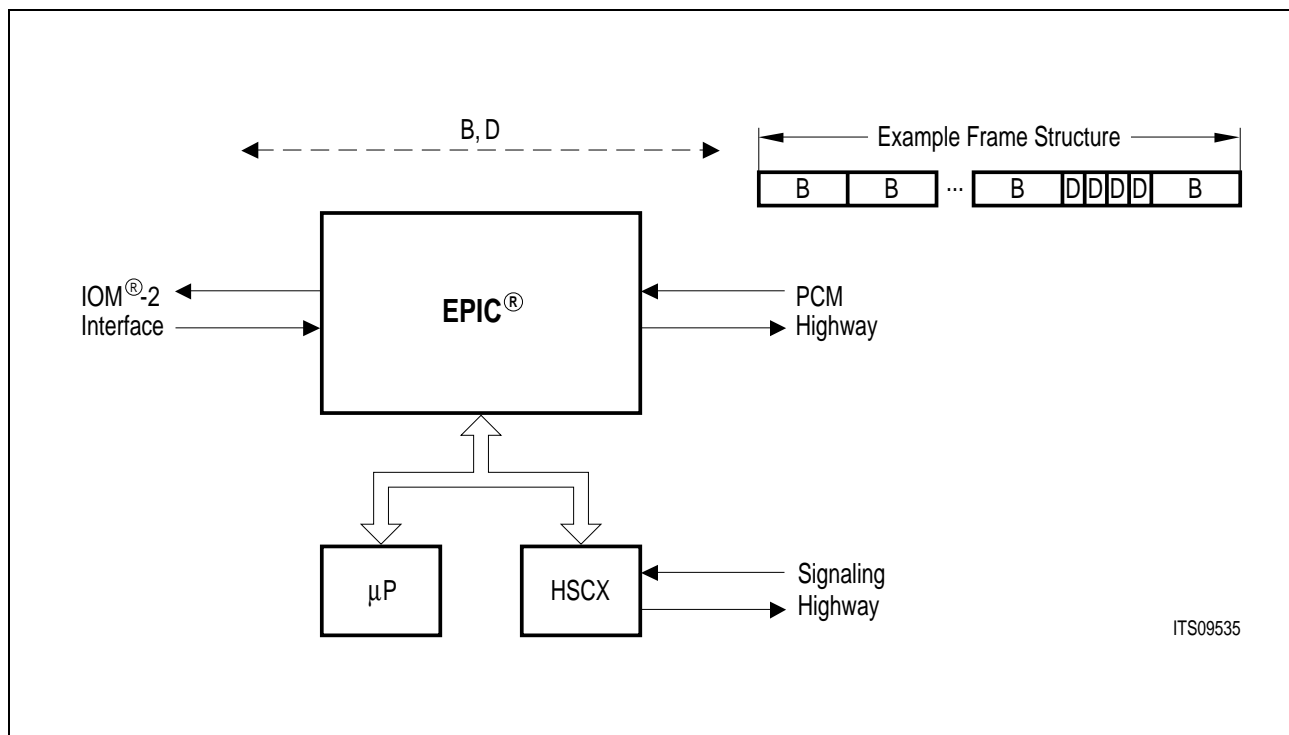 B, D
Example Frame Structure
B B ... B D D D D B
IOM®-2
Interface
EPIC®
PCM
Highway
µP
HSCX
Signaling
Highway
ITS09535